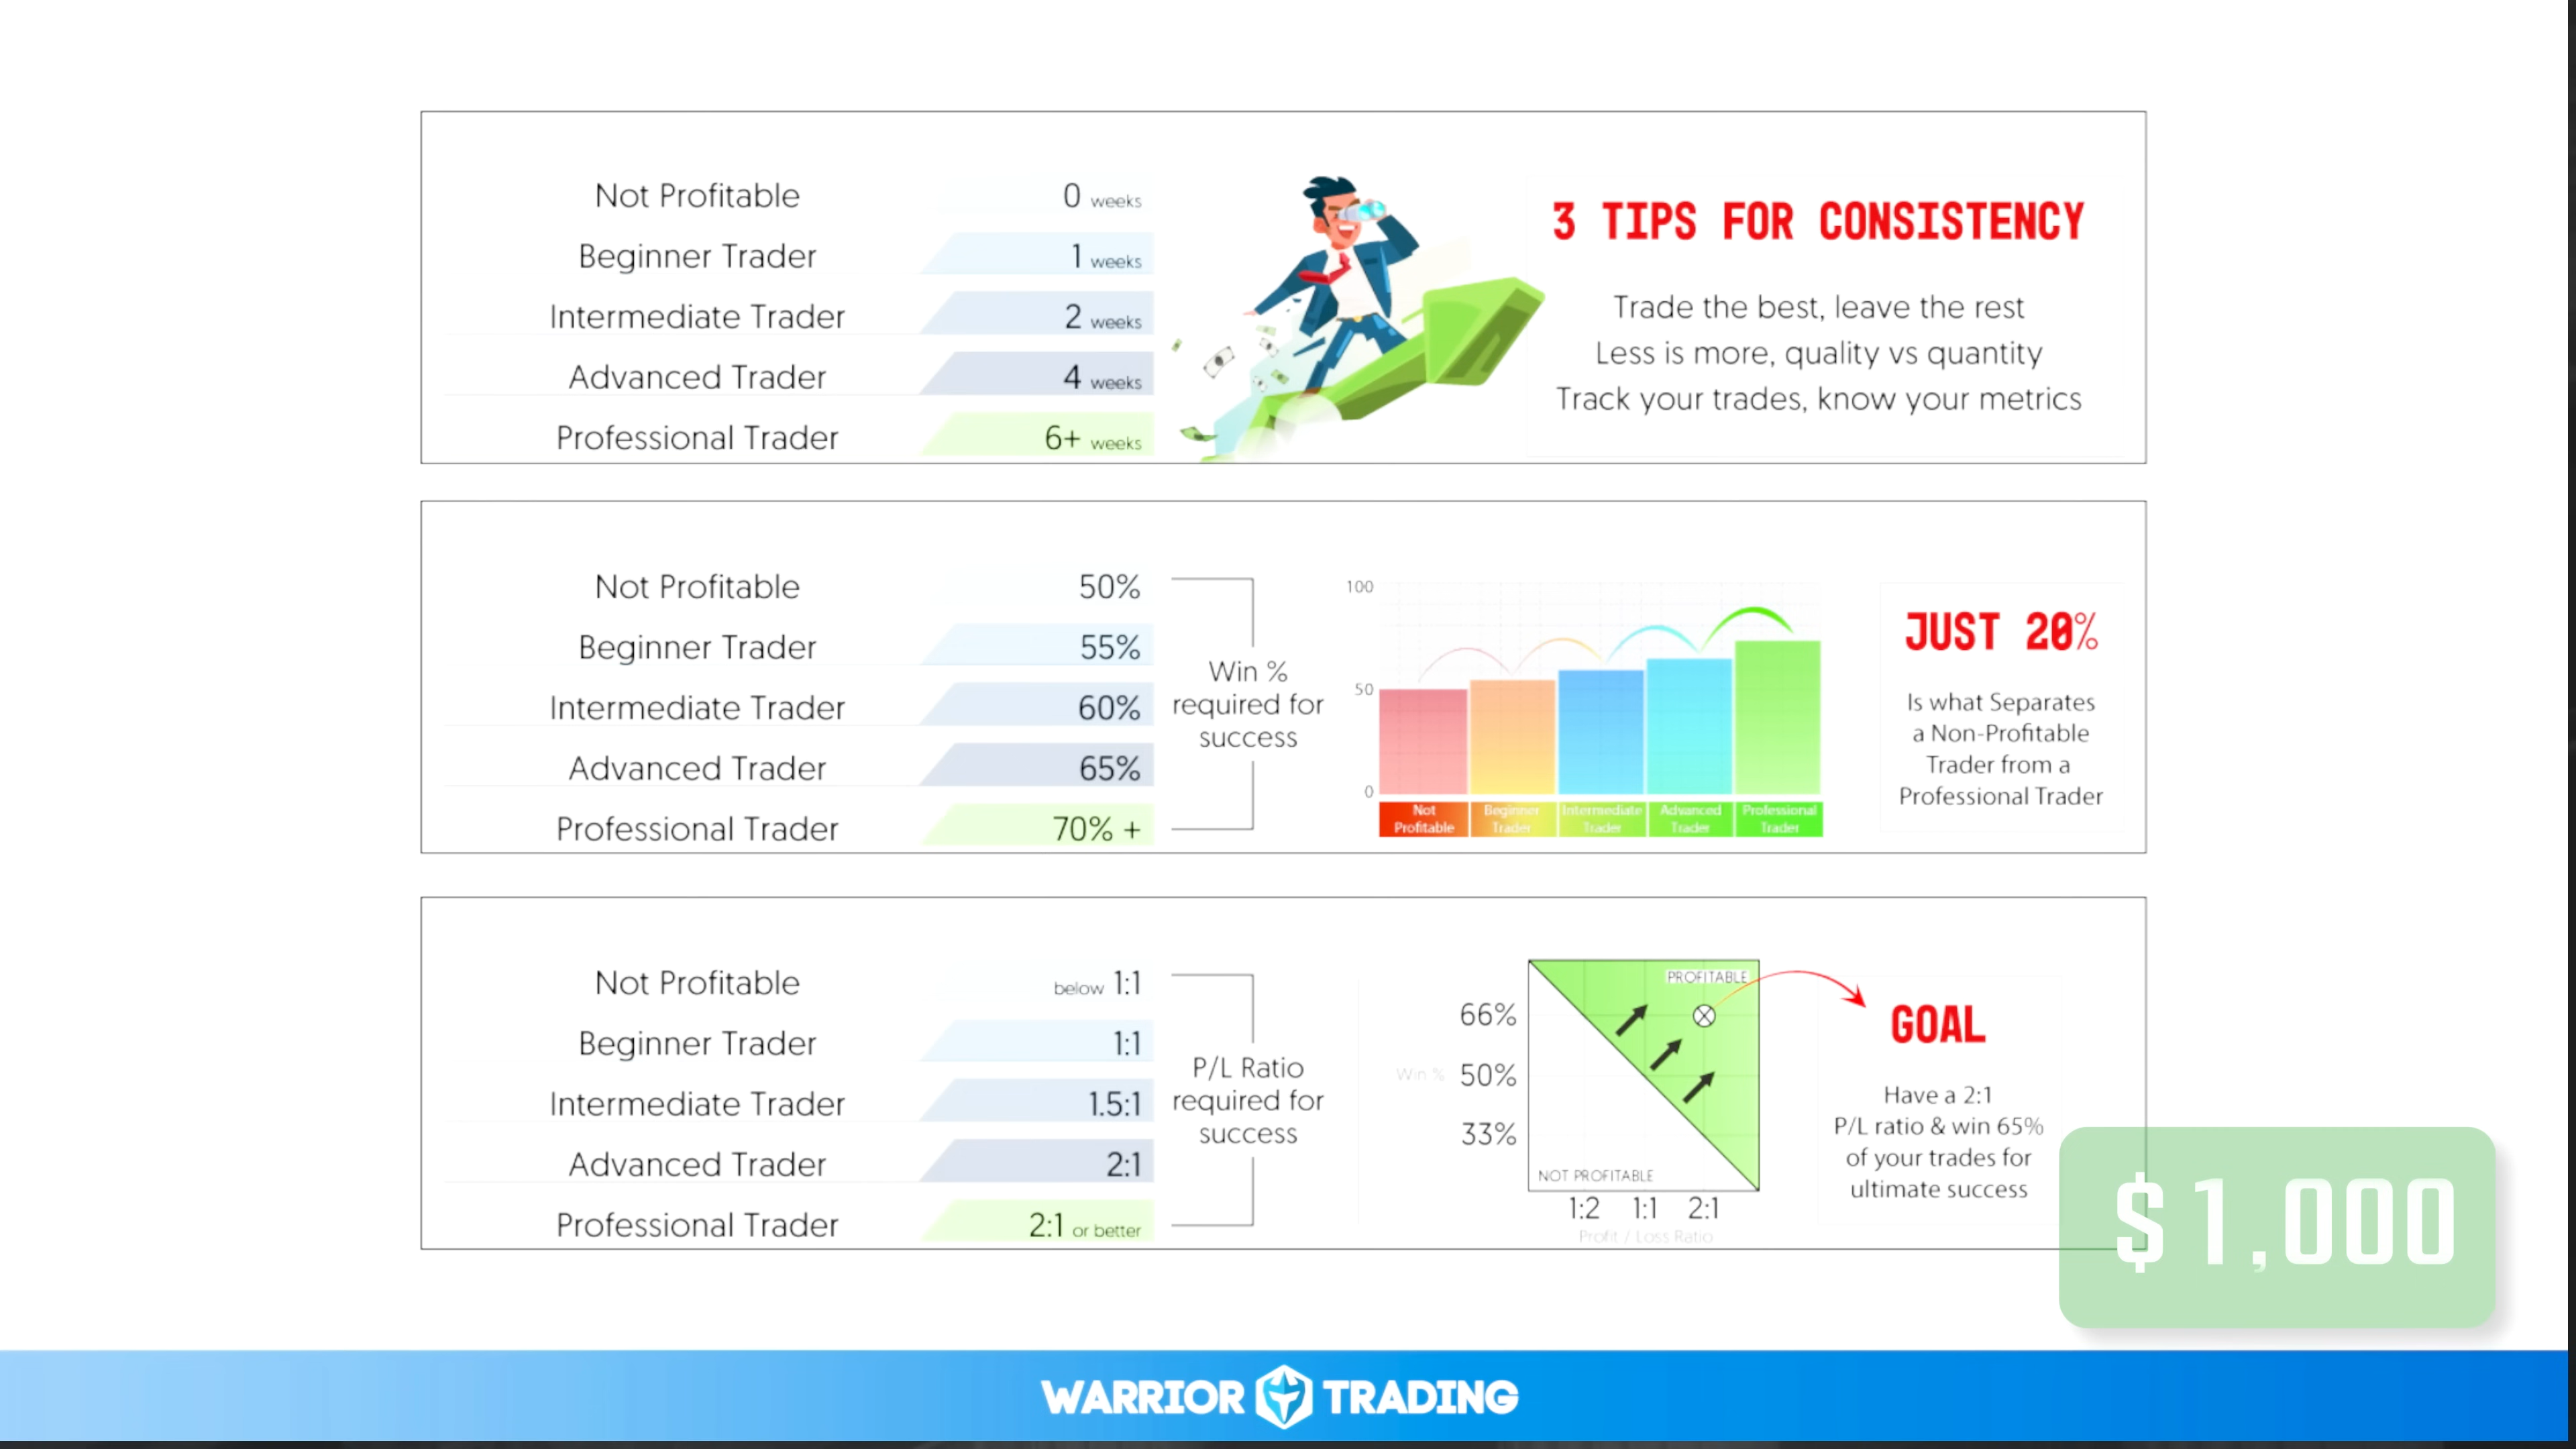 Not Profitable 0 weeks
Beginner Trader 1 weeks
Intermediate Trader 2 weeks
Advanced Trader 4 weeks
Professional Trader 6+ weeks
3 TIPS FOR CONSISTENCY
Trade the best, leave the rest
Less is more, quality vs quantity
Track your trades, know your metrics
Not Profitable 50%
Beginner Trader 55%
Intermediate Trader 60%
Advanced Trader 65%
Professional Trader 70% +
Win %
required for
success
100
50
0
Not Profitable
Beginner Trader
Intermediate Trader
Advanced Trader
Professional Trader
JUST 20%
Is what Separates
a Non-Profitable
Trader from a
Professional Trader
Not Profitable below 1:1
Beginner Trader 1:1
Intermediate Trader 1.5:1
Advanced Trader 2:1
Professional Trader 2:1 or better
P/L Ratio
required for
success
PROFITABLE
66%
Win % 50%
33%
NOT PROFITABLE
1:2 1:1 2:1
Profit / Loss Ratio
GOAL
Have a 2:1
P/L ratio & win 65%
of your trades for
ultimate success
$1,000
WARRIOR TRADING